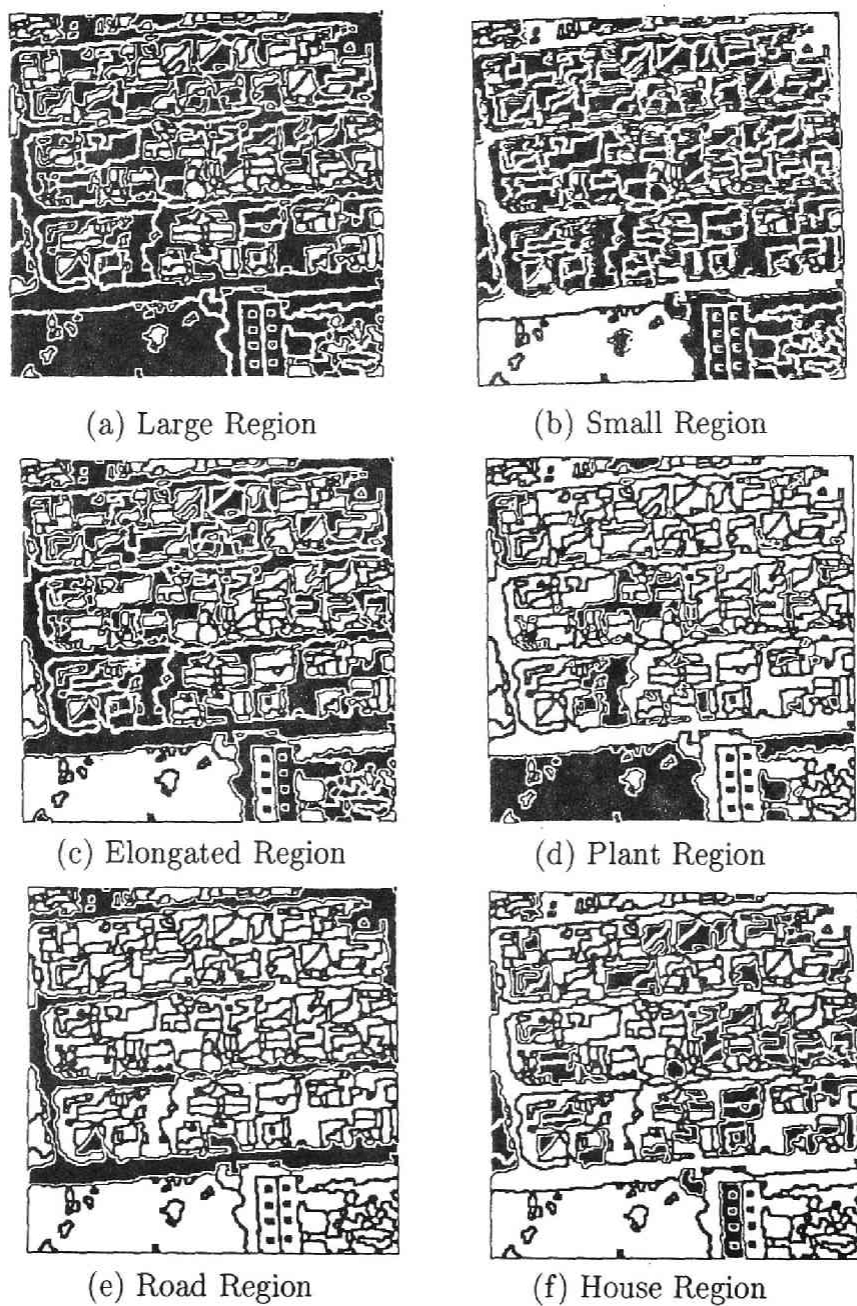 (a) Large Region
(b) Small Region
(c) Elongated Region
(d) Plant Region
(e) Road Region
(f) House Region